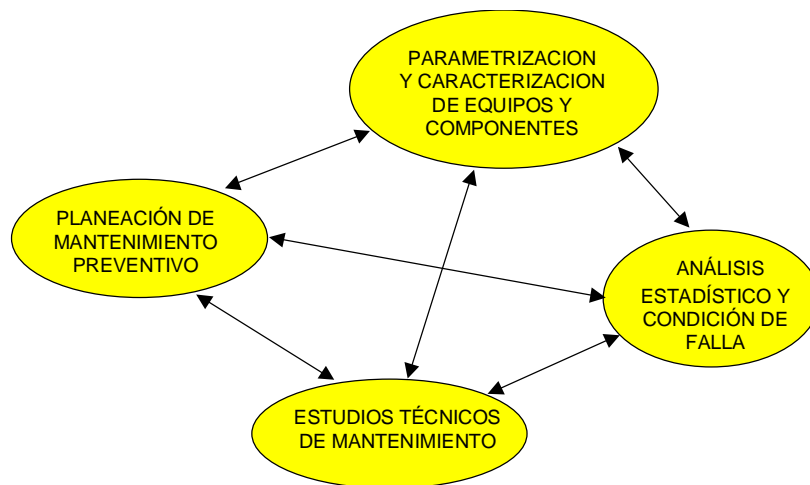 PARAMETRIZACION
Y CARACTERIZACION
DE EQUIPOS Y
COMPONENTES
PLANEACIÓN DE
MANTENIMIENTO
PREVENTIVO
ANÁLISIS
ESTADÍSTICO Y
CONDICIÓN DE
FALLA
ESTUDIOS TÉCNICOS
DE MANTENIMIENTO